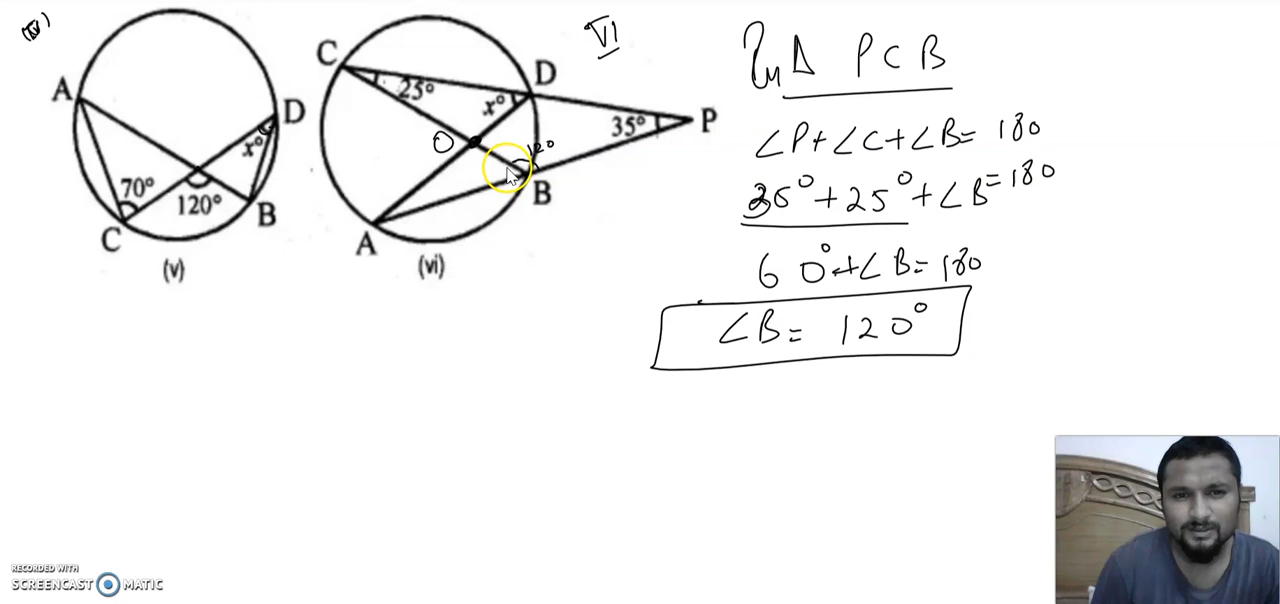 (iv)
A
D
x°
70°
120°
B
C
(v)
C
25°
D
x°
O
120
35°
P
B
A
(vi)
VI
In Δ PCB
∠P+∠C+∠B= 180
35°+25°+∠B=180
60°+∠B=180
∠B= 120°
RECORDED WITH
SCREENCAST MATIC